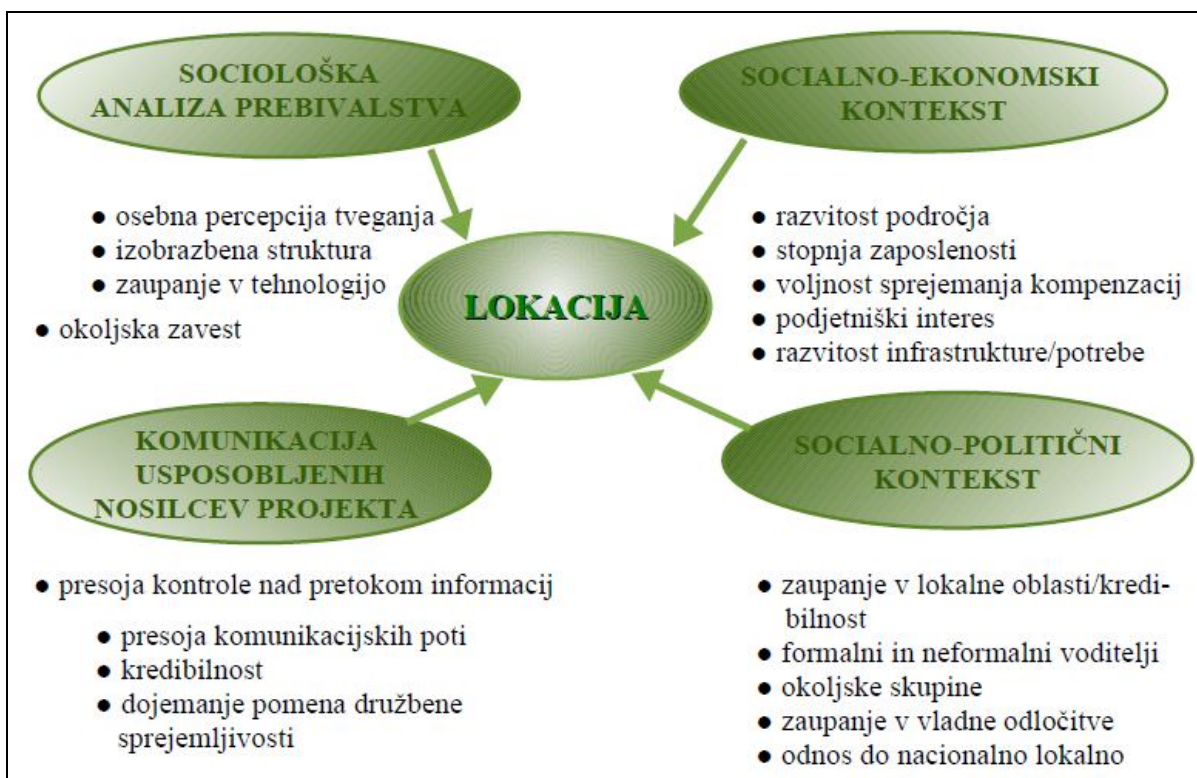 SOCIOLOŠKA
ANALIZA PREBIVALSTVA
● osebna percepcija tveganja
● izobrazbena struktura
● zaupanje v tehnologijo
● okoljska zavest
SOCIALNO-EKONOMSKI
KONTEKST
● razvitost področja
● stopnja zaposlenosti
● voljnost sprejemanja kompenzacij
● podjetniški interes
● razvitost infrastrukture/potrebe
LOKACIJA
KOMUNIKACIJA
USPOSOBLJENIH
NOSILCEV PROJEKTA
● presoja kontrole nad pretokom informacij
● presoja komunikacijskih poti
● kredibilnost
● dojemanje pomena družbene
sprejemljivosti
SOCIALNO-POLITIČNI
KONTEKST
● zaupanje v lokalne oblasti/kredi-
bilnost
● formalni in neformalni voditelji
● okoljske skupine
● zaupanje v vladne odločitve
● odnos do nacionalno lokalno